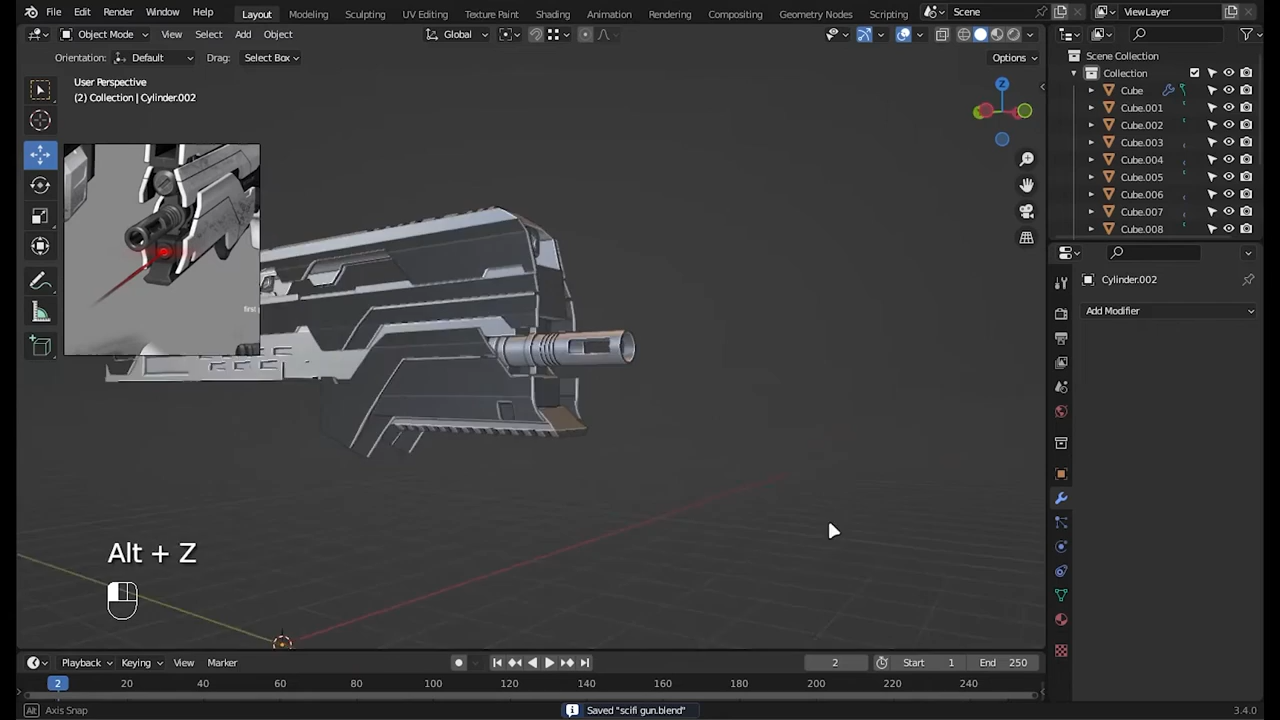 File Edit Render Window Help Layout Modeling Sculpting UV Editing Texture Paint Shading Animation Rendering Compositing Geometry Nodes Scripting Scene ViewLayer
Object Mode View Select Add Object Global
Orientation: Default Drag: Select Box Options
User Perspective
(2) Collection | Cylinder.002
Scene Collection
Collection
Cube
Cube.001
Cube.002
Cube.003
Cube.004
Cube.005
Cube.006
Cube.007
Cube.008
Cylinder.002
Add Modifier
X
Z
first
Alt + Z
Playback Keying View Marker 2 Start 1 End 250
2 20 40 60 80 100 120 140 160 180 200 220 240
Alt Axis Snap Saved "scifi gun.blend" 3.4.0